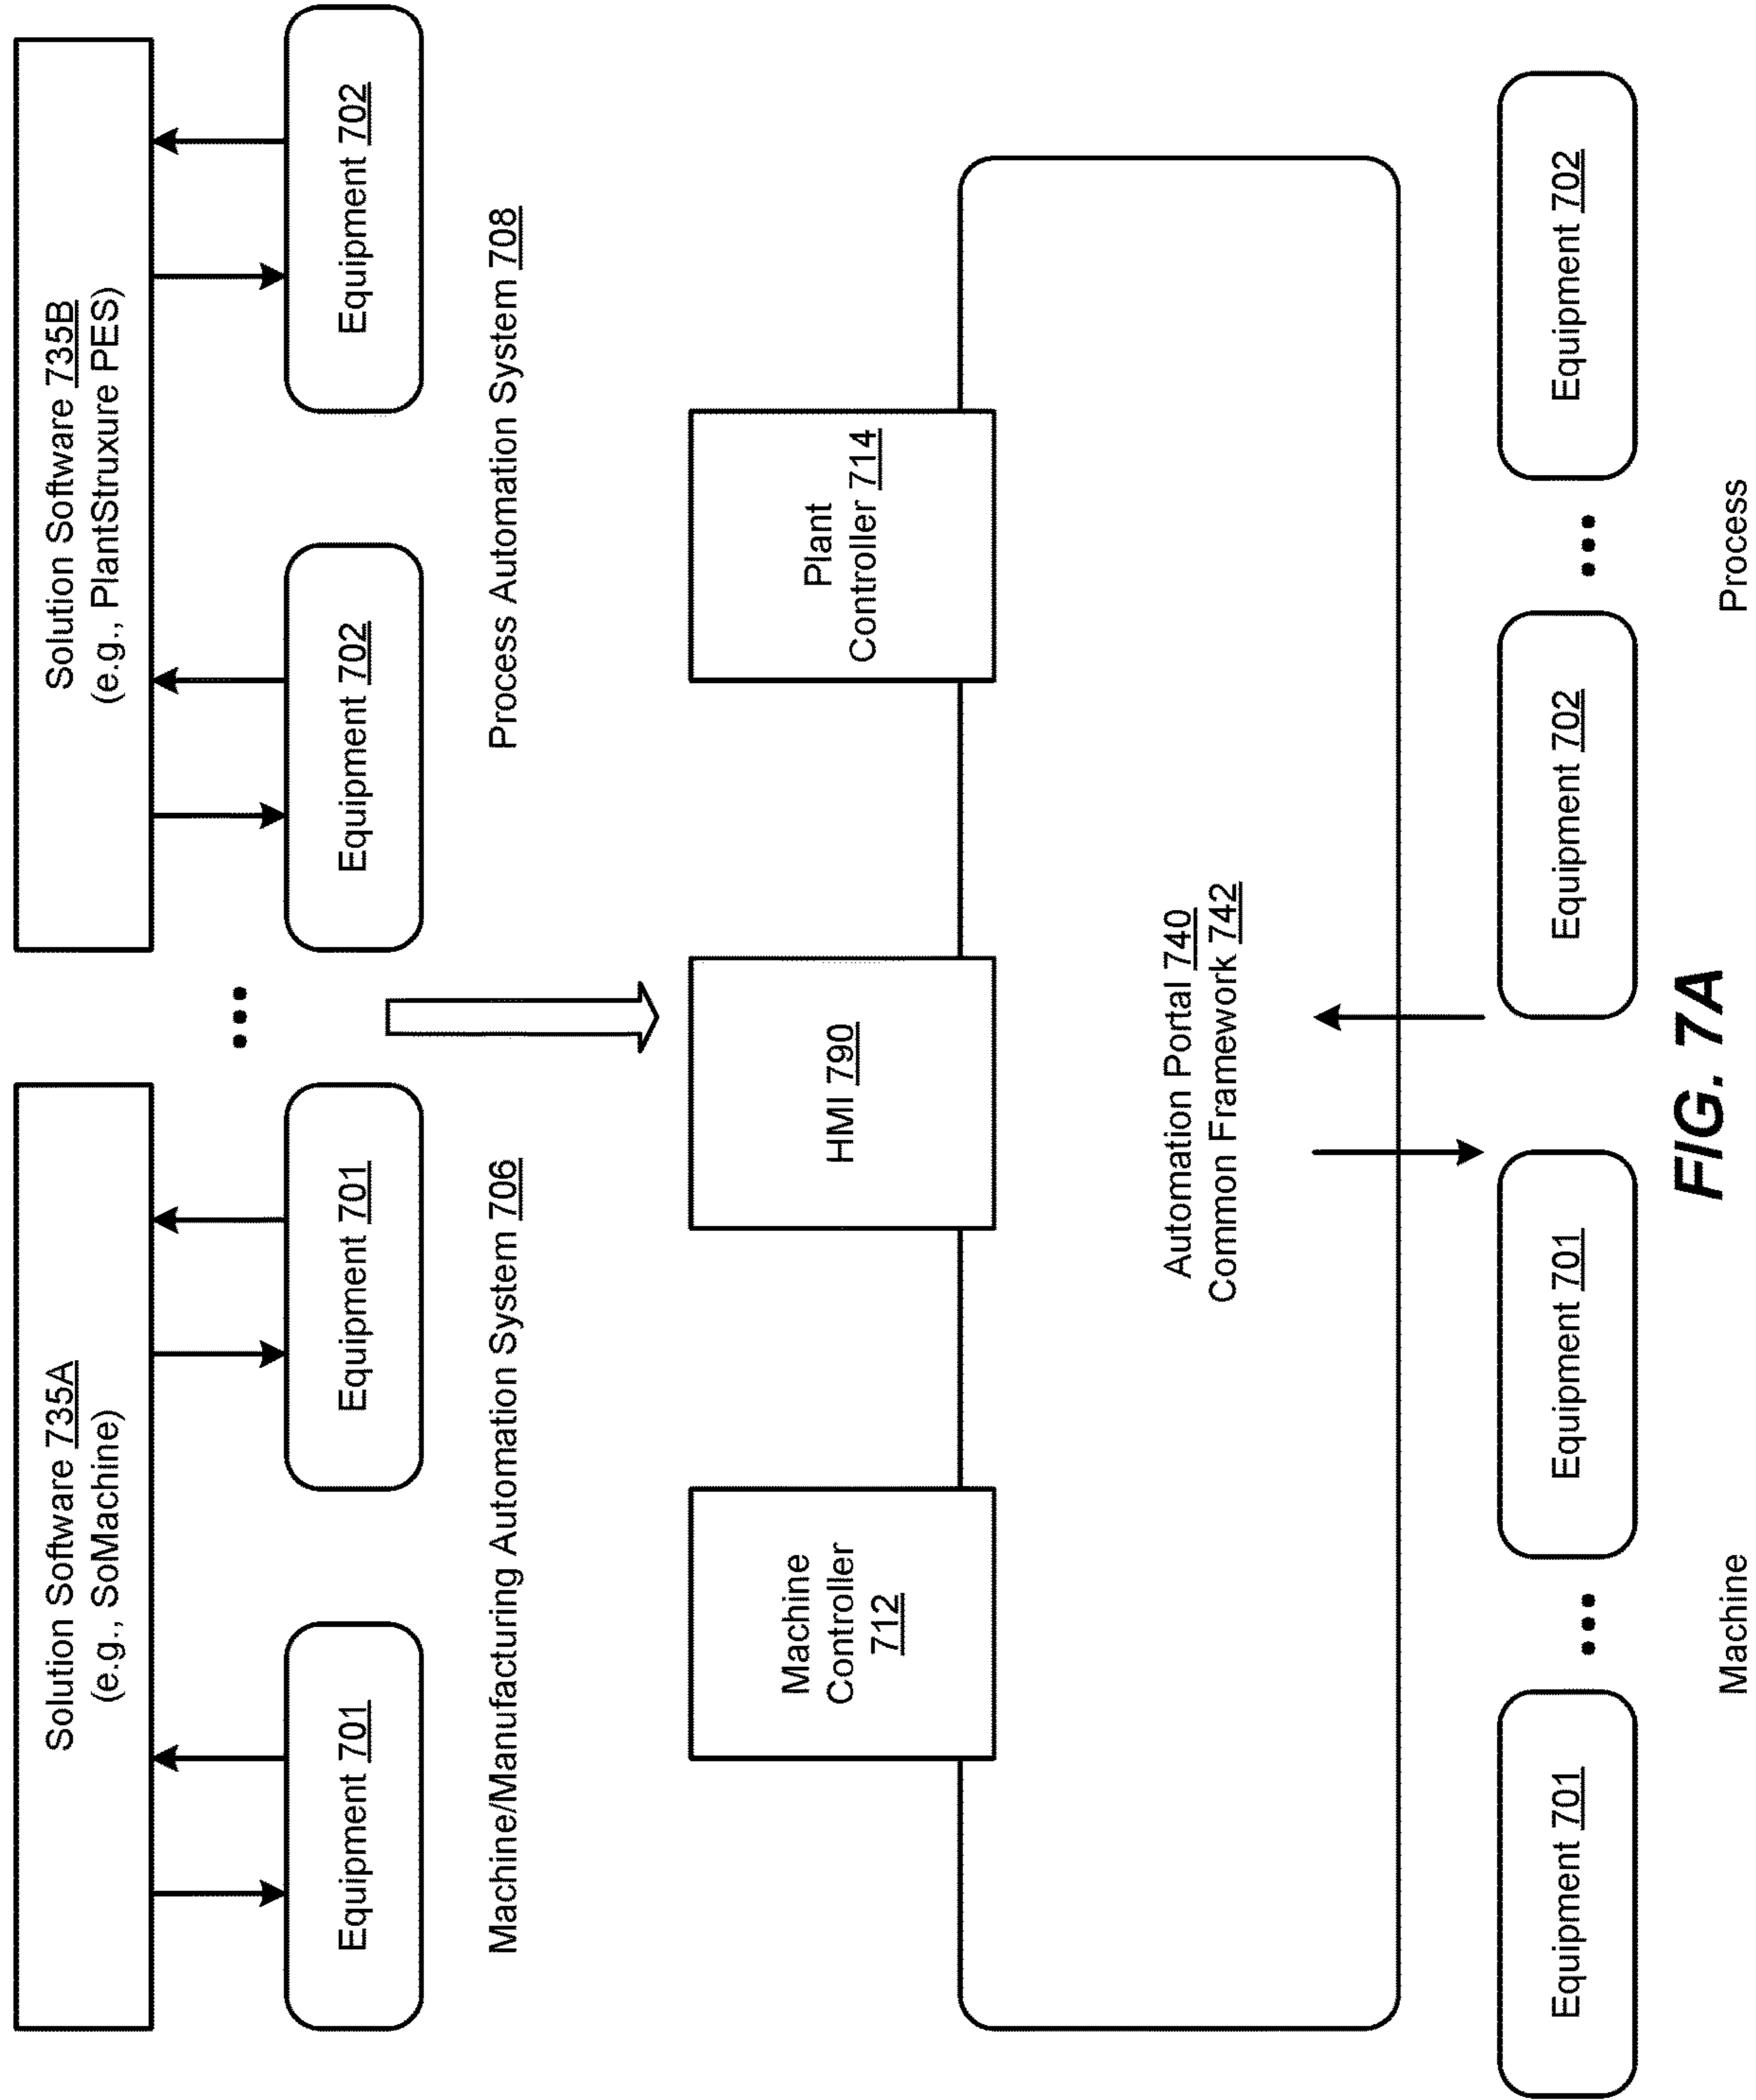 Solution Software 735A
(e.g., SoMachine)
Solution Software 735B
(e.g., PlantStruxure PES)
Equipment 701
Equipment 701
Equipment 702
Equipment 702
Machine/Manufacturing Automation System 706
Process Automation System 708
Machine
Controller
712
HMI 790
Plant
Controller 714
Automation Portal 740
Common Framework 742
Equipment 701
Equipment 701
Equipment 702
Equipment 702
Machine
Process
FIG. 7A